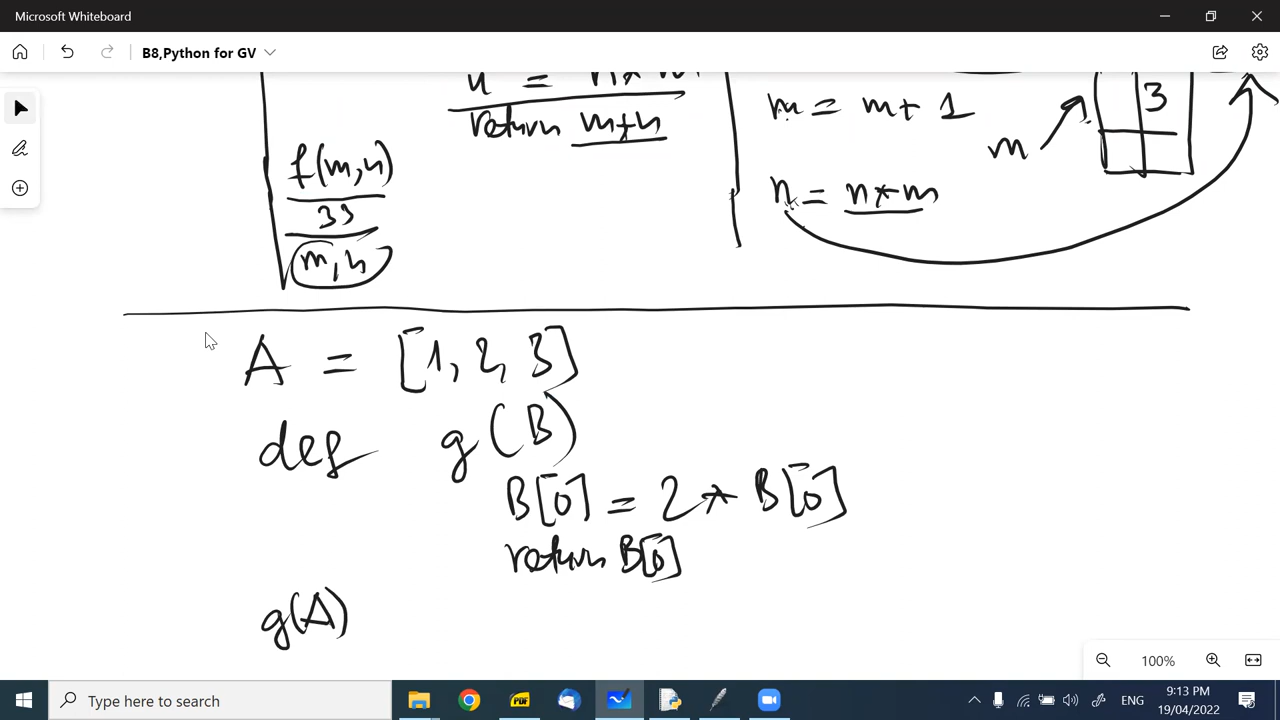 Microsoft Whiteboard
B8,Python for GV
n = n*m
return m+n
f(m,n)
33
m,n
m = m + 1
n = n*m
m
3
A = [1, 2, 3]
def g(B)
B[0] = 2 * B[0]
return B[0]
g(A)
100%
Type here to search
PDF
ENG
9:13 PM
19/04/2022